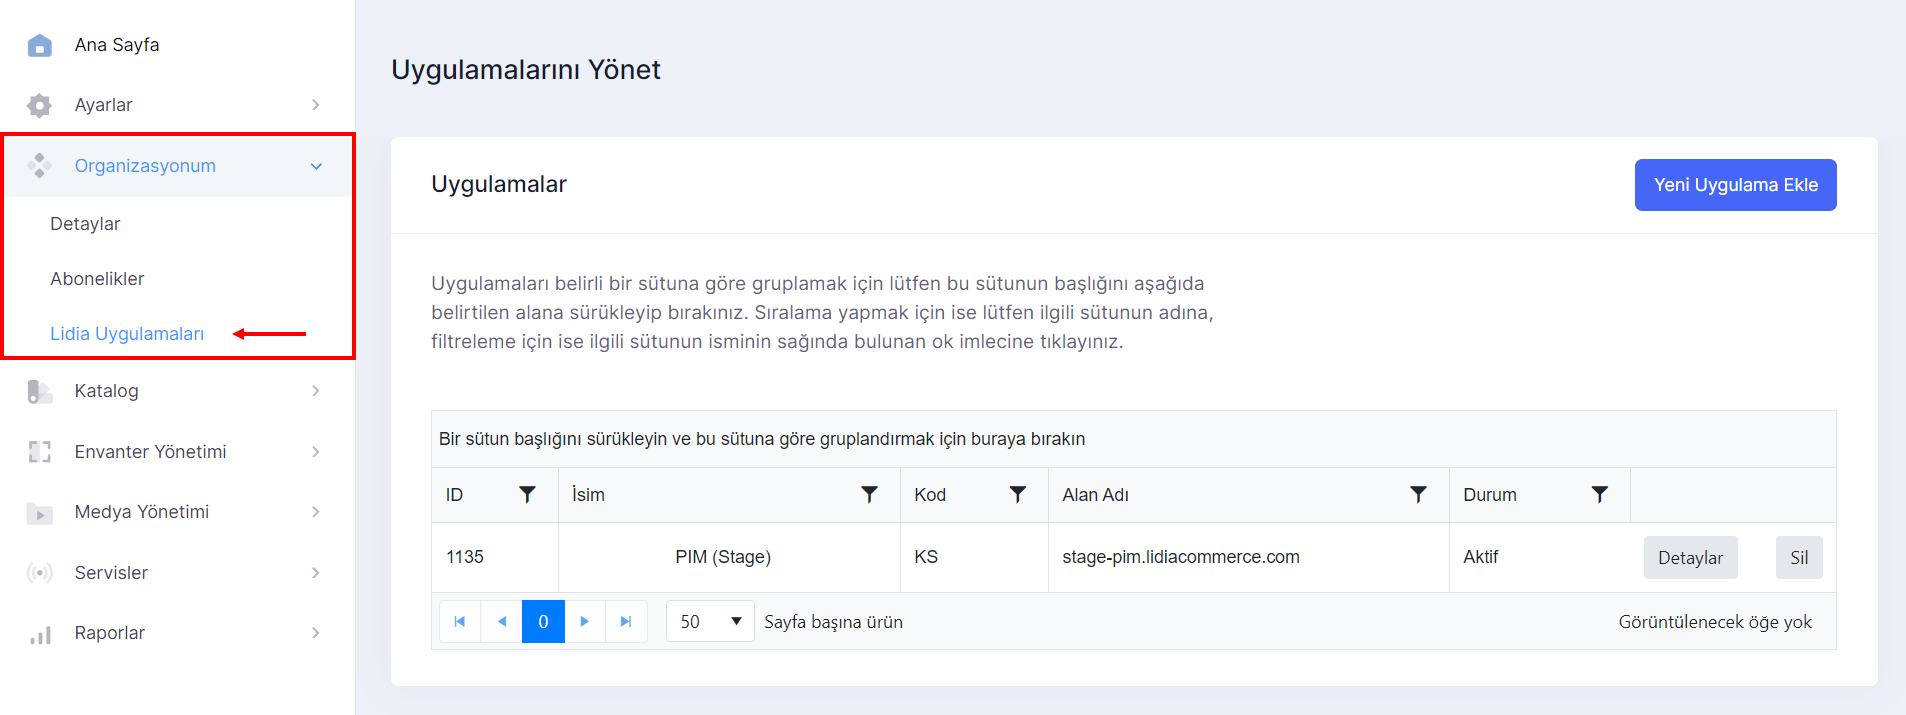 Ana Sayfa
Ayarlar
Organizasyonum
Detaylar
Abonelikler
Lidia Uygulamaları
Katalog
Envanter Yönetimi
Medya Yönetimi
Servisler
Raporlar
Uygulamalarını Yönet
Uygulamalar
Yeni Uygulama Ekle
Uygulamaları belirli bir sütuna göre gruplamak için lütfen bu sütunun başlığını aşağıda
belirtilen alana sürükleyip bırakınız. Sıralama yapmak için ise lütfen ilgili sütunun adına,
filtreleme için ise ilgili sütunun isminin sağında bulunan ok imlecine tıklayınız.
Bir sütun başlığını sürükleyin ve bu sütuna göre gruplandırmak için buraya bırakın
ID İsim Kod Alan Adı Durum
1135 PIM (Stage) KS stage-pim.lidiacommerce.com Aktif Detaylar Sil
0 50 Sayfa başına ürün Görüntülenecek öğe yok